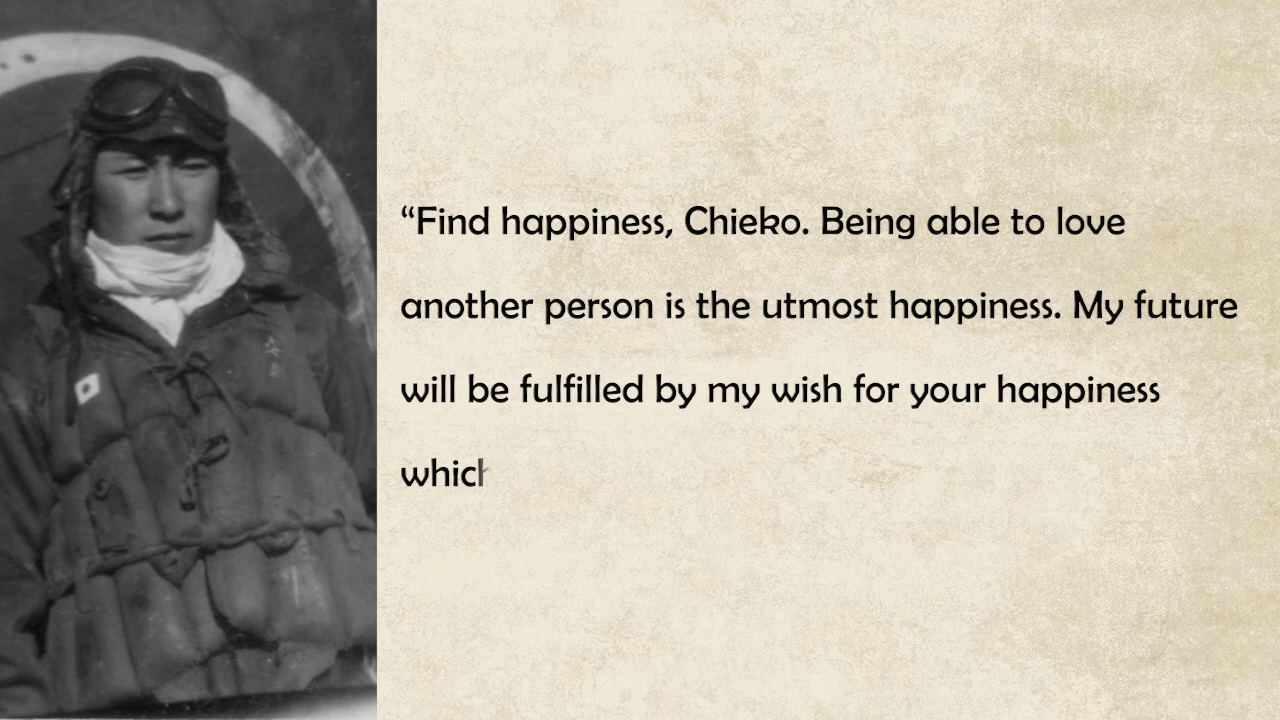 “Find happiness, Chieko. Being able to love
another person is the utmost happiness. My future
will be fulfilled by my wish for your happiness
which